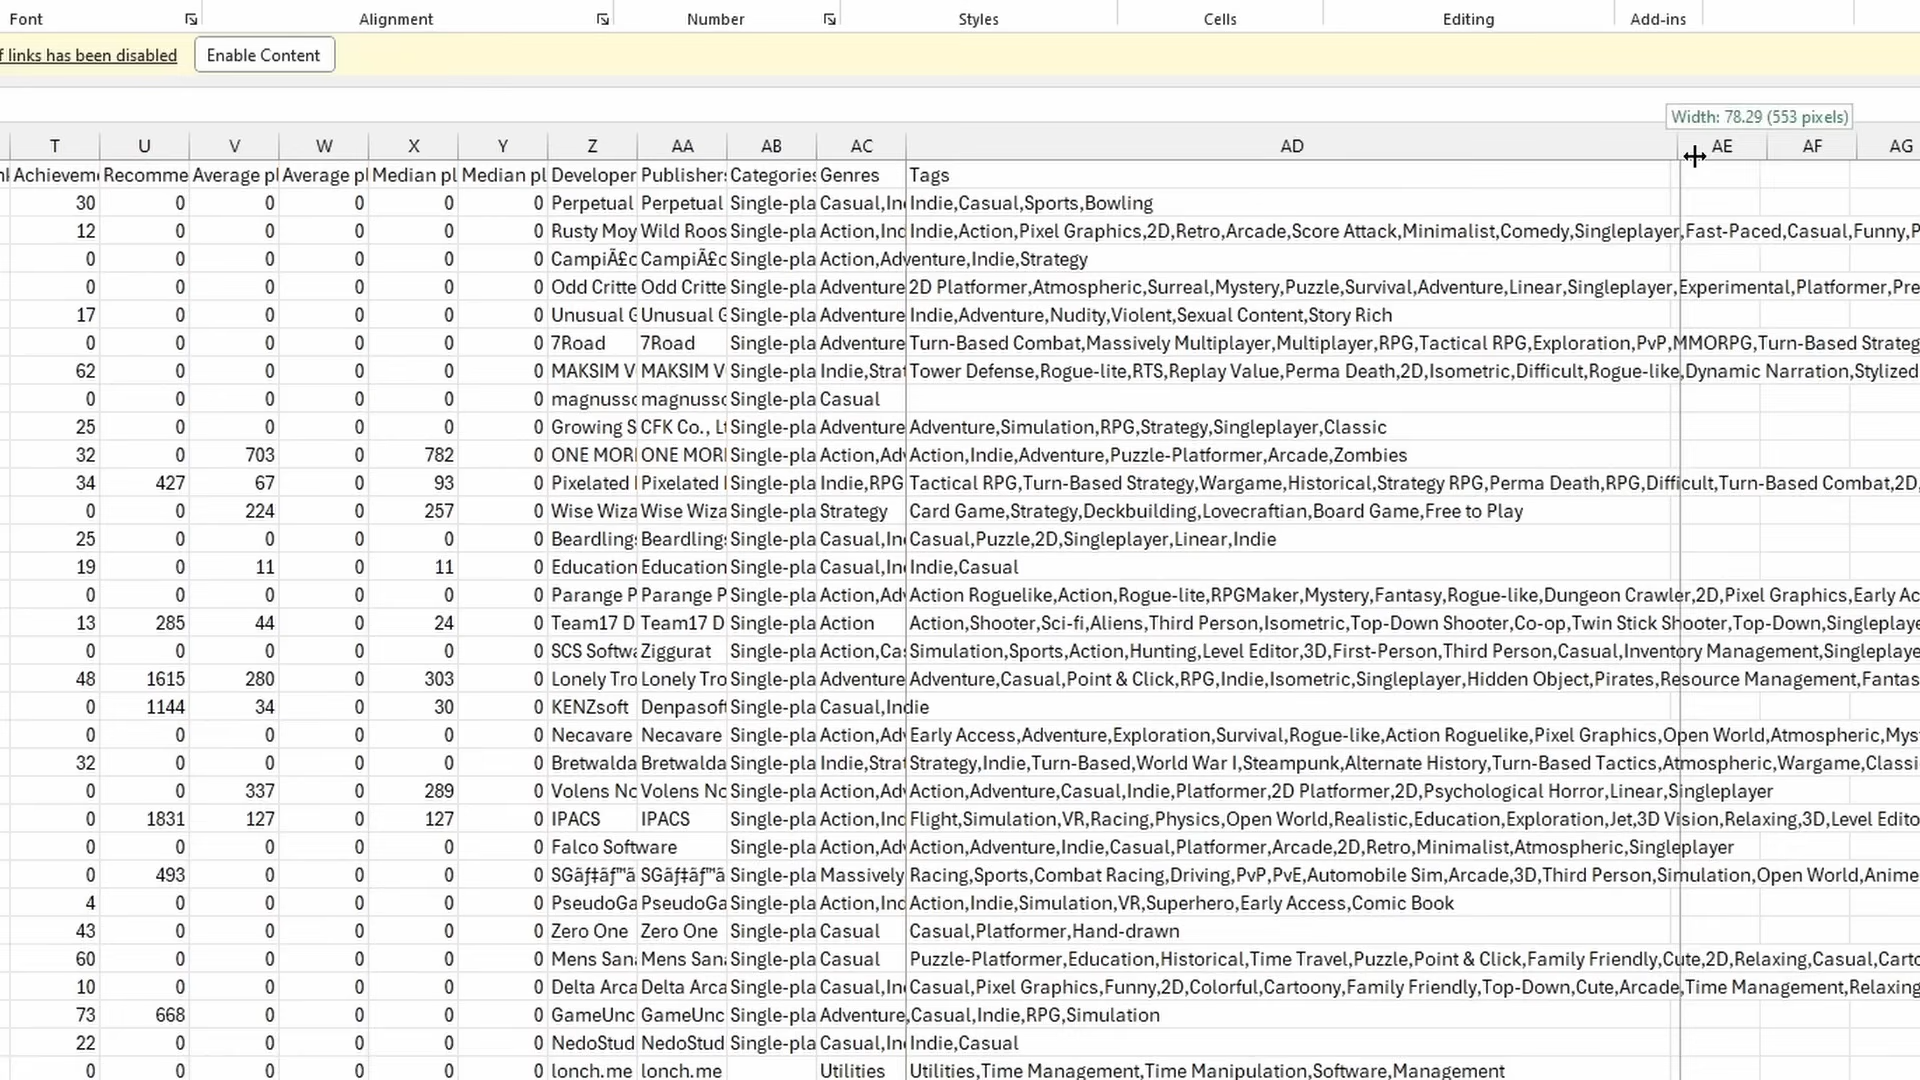 Font Alignment Number Styles Cells Editing Add-ins
f links has been disabled Enable Content
Width: 78.29 (553 pixels)
T U V W X Y Z AA AB AC AD AE AF AG
Achieveme Recomme Average pl Average pl Median pl Median pl Developer Publisher Categories Genres Tags
30 0 0 0 0 0 Perpetual Perpetual Single-pla Casual,In Indie,Casual,Sports,Bowling
12 0 0 0 0 0 Rusty Moy Wild Roos Single-pla Action,Ind Indie,Action,Pixel Graphics,2D,Retro,Arcade,Score Attack,Minimalist,Comedy,Singleplayer,Fast-Paced,Casual,Funny,P
0 0 0 0 0 0 CampiÃ£o CampiÃ£o Single-pla Action,Adventure,Indie,Strategy
0 0 0 0 0 0 Odd Critte Odd Critte Single-pla Adventure 2D Platformer,Atmospheric,Surreal,Mystery,Puzzle,Survival,Adventure,Linear,Singleplayer,Experimental,Platformer,Pre
17 0 0 0 0 0 Unusual G Unusual G Single-pla Adventure Indie,Adventure,Nudity,Violent,Sexual Content,Story Rich
0 0 0 0 0 0 7Road 7Road Single-pla Adventure Turn-Based Combat,Massively Multiplayer,Multiplayer,RPG,Tactical RPG,Exploration,PvP,MMORPG,Turn-Based Strateg
62 0 0 0 0 0 MAKSIM V MAKSIM V Single-pla Indie,Strat Tower Defense,Rogue-lite,RTS,Replay Value,Perma Death,2D,Isometric,Difficult,Rogue-like,Dynamic Narration,Stylized
0 0 0 0 0 0 magnusso magnusso Single-pla Casual
25 0 0 0 0 0 Growing S CFK Co., Lt Single-pla Adventure Adventure,Simulation,RPG,Strategy,Singleplayer,Classic
32 0 703 0 782 0 ONE MORE ONE MORE Single-pla Action,Adv Action,Indie,Adventure,Puzzle-Platformer,Arcade,Zombies
34 427 67 0 93 0 Pixelated Pixelated Single-pla Indie,RPG Tactical RPG,Turn-Based Strategy,Wargame,Historical,Strategy RPG,Perma Death,RPG,Difficult,Turn-Based Combat,2D,
0 0 224 0 257 0 Wise Wiza Wise Wiza Single-pla Strategy Card Game,Strategy,Deckbuilding,Lovecraftian,Board Game,Free to Play
25 0 0 0 0 0 Beardlings Beardlings Single-pla Casual,In Casual,Puzzle,2D,Singleplayer,Linear,Indie
19 0 11 0 11 0 Education Education Single-pla Casual,In Indie,Casual
0 0 0 0 0 0 Parange P Parange P Single-pla Action,Adv Action Roguelike,Action,Rogue-lite,RPGMaker,Mystery,Fantasy,Rogue-like,Dungeon Crawler,2D,Pixel Graphics,Early Ac
13 285 44 0 24 0 Team17 D Team17 D Single-pla Action Action,Shooter,Sci-fi,Aliens,Third Person,Isometric,Top-Down Shooter,Co-op,Twin Stick Shooter,Top-Down,Singleplaye
0 0 0 0 0 0 SCS Softwa Ziggurat Single-pla Action,Cas Simulation,Sports,Action,Hunting,Level Editor,3D,First-Person,Third Person,Casual,Inventory Management,Singleplaye
48 1615 280 0 303 0 Lonely Tro Lonely Tro Single-pla Adventure Adventure,Casual,Point & Click,RPG,Indie,Isometric,Singleplayer,Hidden Object,Pirates,Resource Management,Fantas
0 1144 34 0 30 0 KENZsoft Denpasoft Single-pla Casual,Indie
0 0 0 0 0 0 Necavare Necavare Single-pla Action,Adv Early Access,Adventure,Exploration,Survival,Rogue-like,Action Roguelike,Pixel Graphics,Open World,Atmospheric,Mys
32 0 0 0 0 0 Bretwalda Bretwalda Single-pla Indie,Strat Strategy,Indie,Turn-Based,World War I,Steampunk,Alternate History,Turn-Based Tactics,Atmospheric,Wargame,Classi
0 0 337 0 289 0 Volens No Volens No Single-pla Action,Adv Action,Adventure,Casual,Indie,Platformer,2D Platformer,2D,Psychological Horror,Linear,Singleplayer
0 1831 127 0 127 0 IPACS IPACS Single-pla Action,Ind Flight,Simulation,VR,Racing,Physics,Open World,Realistic,Education,Exploration,Jet,3D Vision,Relaxing,3D,Level Edito
0 0 0 0 0 0 Falco Software Single-pla Action,Adv Action,Adventure,Indie,Casual,Platformer,Arcade,2D,Retro,Minimalist,Atmospheric,Singleplayer
0 493 0 0 0 0 SGãƒ‡ãƒ™ã SGãƒ‡ãƒ™ã Single-pla Massively Racing,Sports,Combat Racing,Driving,PvP,PvE,Automobile Sim,Arcade,3D,Third Person,Simulation,Open World,Anime
4 0 0 0 0 0 PseudoGa PseudoGa Single-pla Action,Ind Action,Indie,Simulation,VR,Superhero,Early Access,Comic Book
43 0 0 0 0 0 Zero One Zero One Single-pla Casual Casual,Platformer,Hand-drawn
60 0 0 0 0 0 Mens Sana Mens Sana Single-pla Casual Puzzle-Platformer,Education,Historical,Time Travel,Puzzle,Point & Click,Family Friendly,Cute,2D,Relaxing,Casual,Carto
10 0 0 0 0 0 Delta Arca Delta Arca Single-pla Casual,In Casual,Pixel Graphics,Funny,2D,Colorful,Cartoony,Family Friendly,Top-Down,Cute,Arcade,Time Management,Relaxing
73 668 0 0 0 0 GameUnc GameUnc Single-pla Adventure,Casual,Indie,RPG,Simulation
22 0 0 0 0 0 NedoStud NedoStud Single-pla Casual,In Indie,Casual
0 0 0 0 0 0 lonch.me lonch.me Utilities Utilities,Time Management,Time Manipulation,Software,Management